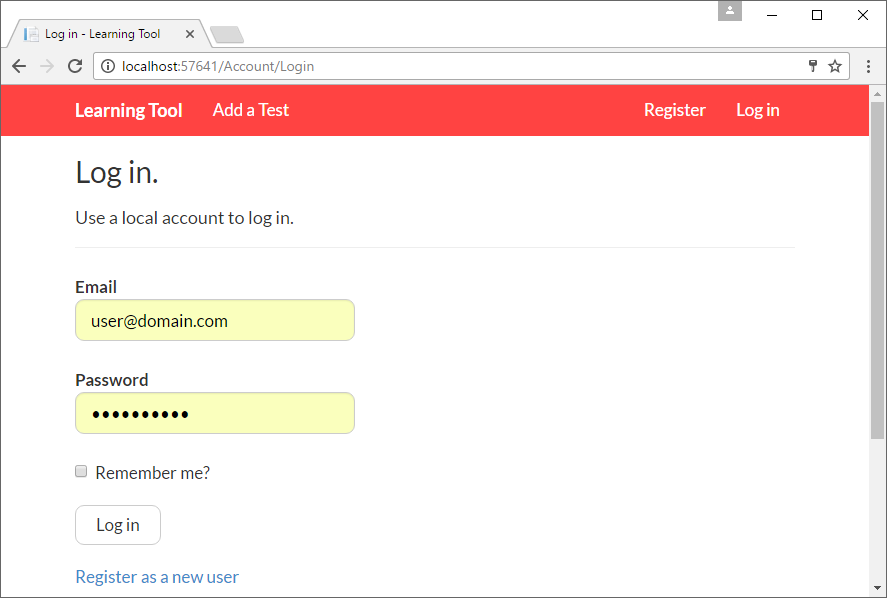 Log in - Learning Tool
localhost:57641/Account/Login
Learning Tool Add a Test Register Log in
Log in.
Use a local account to log in.
Email
user@domain.com
Password
••••••••••
Remember me?
Log in
Register as a new user